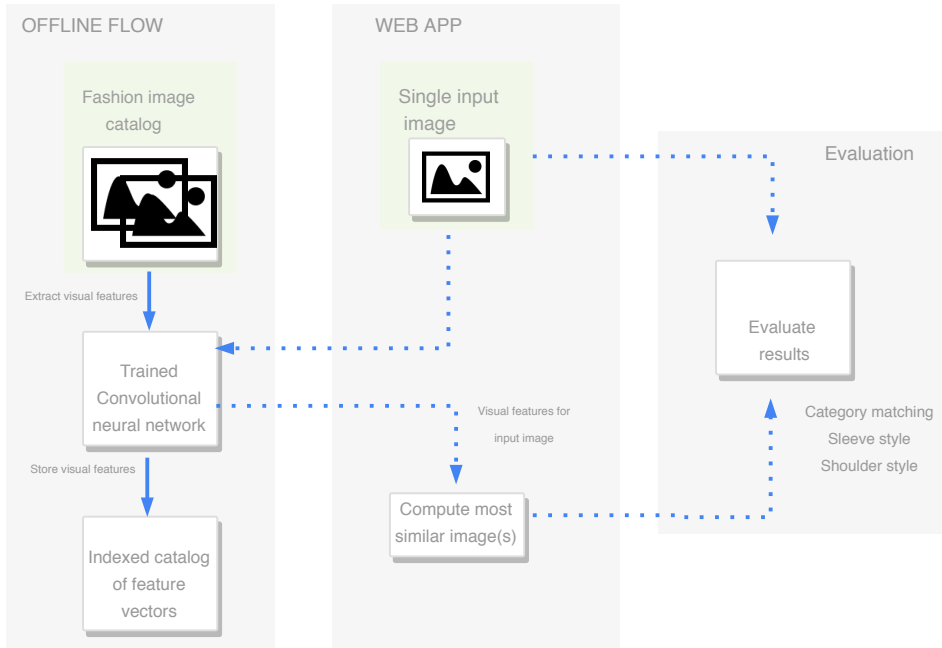 OFFLINE FLOW
Fashion image
catalog
Extract visual features
Trained
Convolutional
neural network
Store visual features
Indexed catalog
of feature
vectors
WEB APP
Single input
image
Visual features for
input image
Compute most
similar image(s)
Evaluation
Evaluate
results
Category matching
Sleeve style
Shoulder style